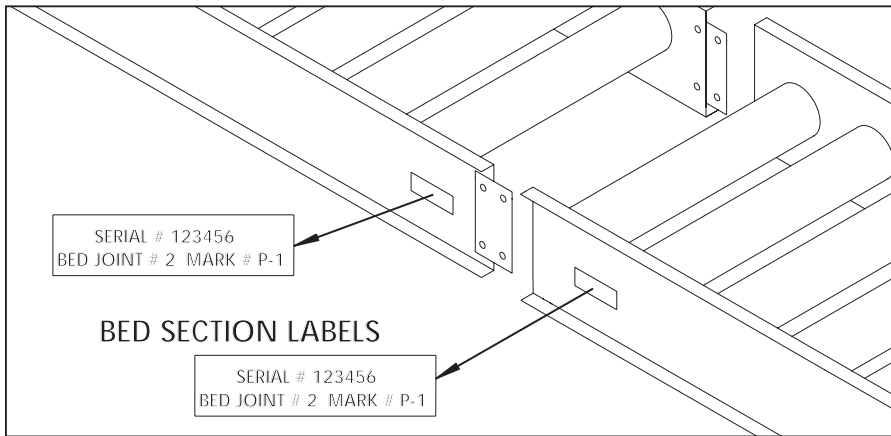 SERIAL # 123456
BED JOINT # 2 MARK # P-1
BED SECTION LABELS
SERIAL # 123456
BED JOINT # 2 MARK # P-1